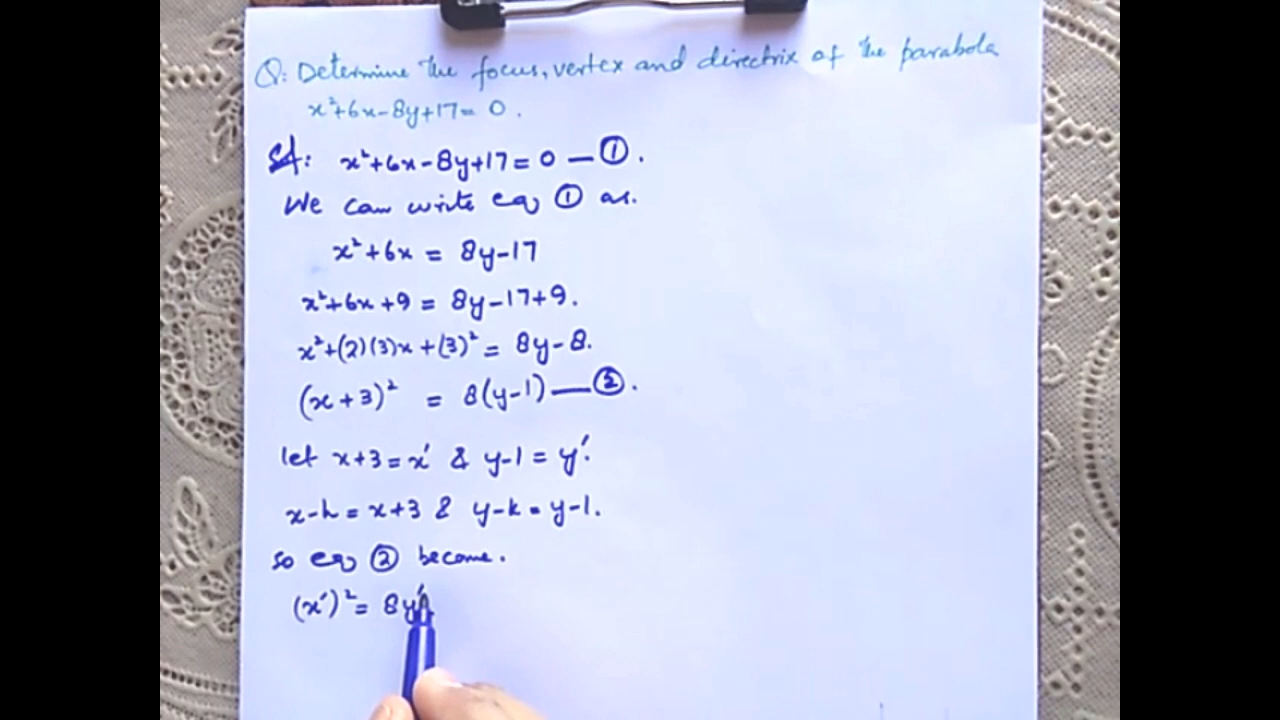 Q: Determine the focus, vertex and directrix of the parabola
x²+6x-8y+17= 0.
Sol: x²+6x-8y+17=0 — ①.
We can write eq ① as.
x²+6x = 8y-17
x²+6x+9 = 8y-17+9.
x²+(2)(3)x+(3)² = 8y-8.
(x+3)² = 8(y-1) — ②.
let x+3=x' & y-1=y'.
x-h=x+3 & y-k=y-1.
so eq ② become.
(x')²= 8y'